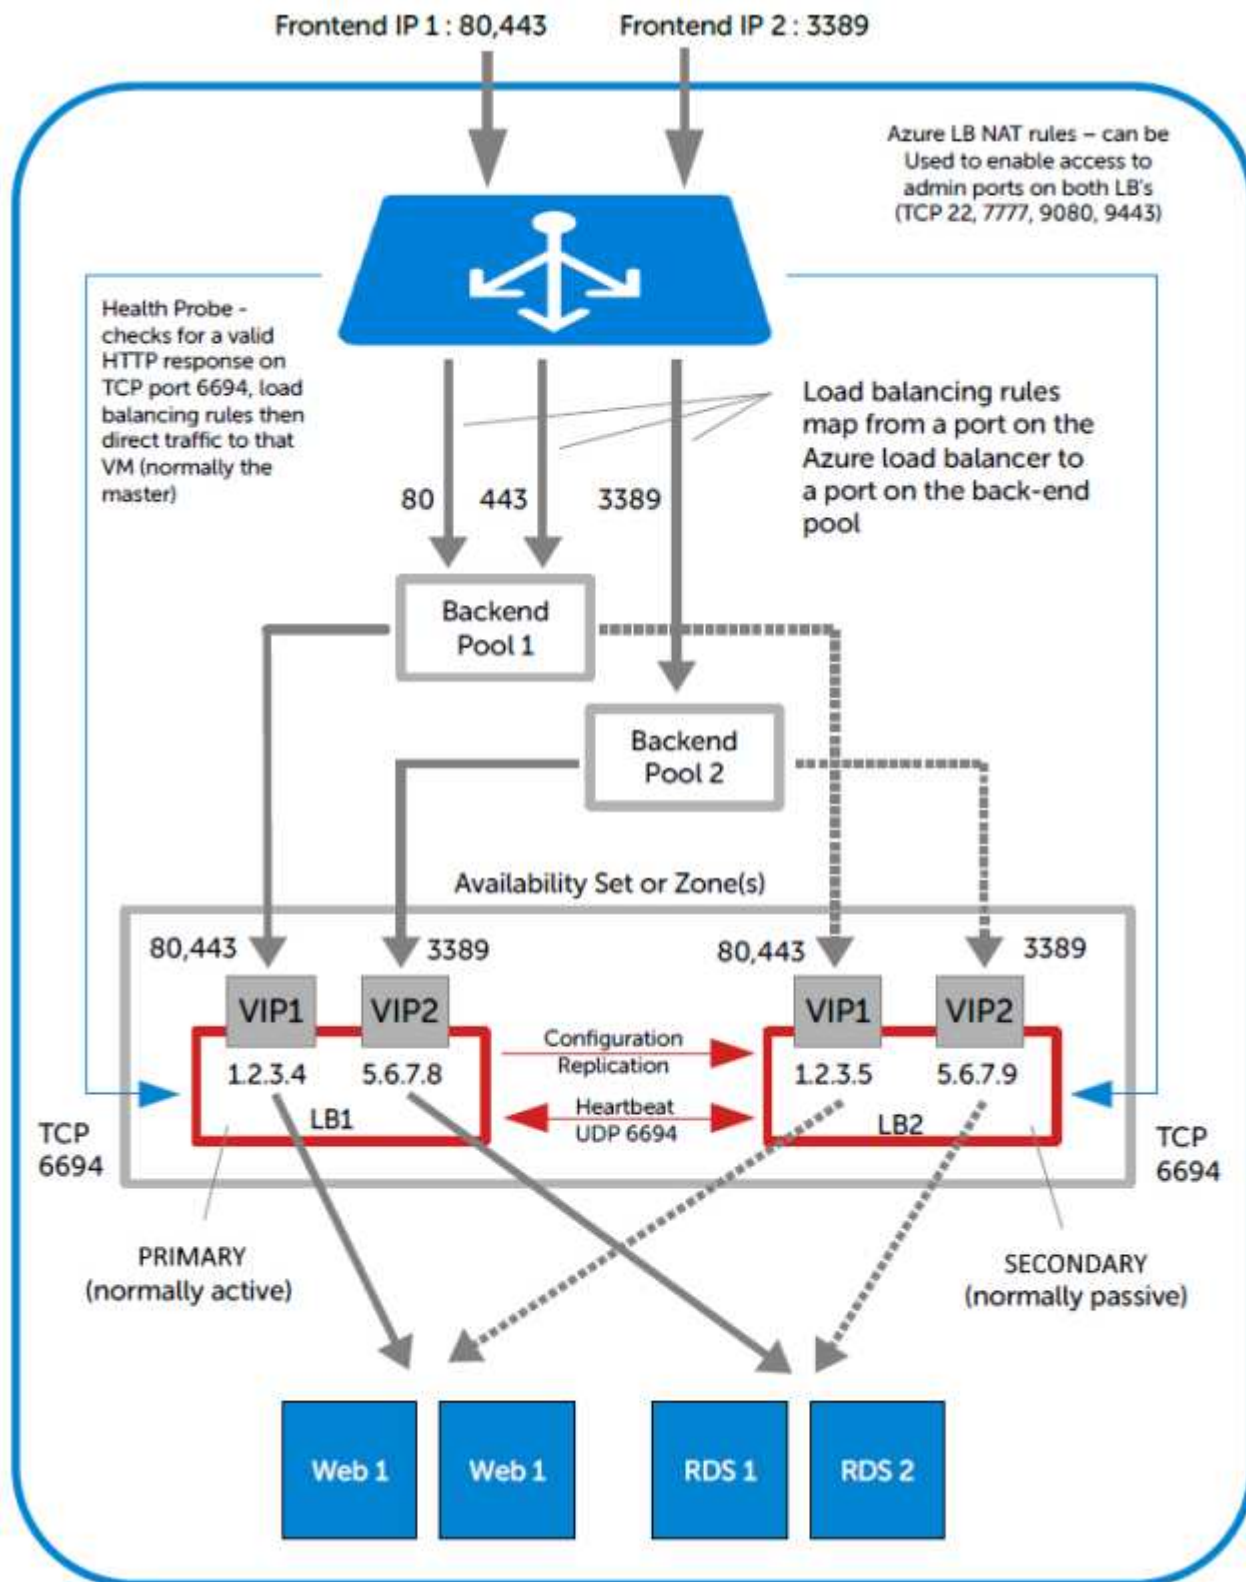 Frontend IP 1 : 80,443
Frontend IP 2 : 3389
Azure LB NAT rules – can be
Used to enable access to
admin ports on both LB's
(TCP 22, 7777, 9080, 9443)
Health Probe -
checks for a valid
HTTP response on
TCP port 6694, load
balancing rules then
direct traffic to that
VM (normally the
master)
Load balancing rules
map from a port on the
Azure load balancer to
a port on the back-end
pool
80
443
3389
Backend
Pool 1
Backend
Pool 2
Availability Set or Zone(s)
80,443
3389
80,443
3389
VIP1
VIP2
VIP1
VIP2
Configuration
Replication
1.2.3.4
5.6.7.8
1.2.3.5
5.6.7.9
LB1
Heartbeat
UDP 6694
LB2
TCP
6694
TCP
6694
PRIMARY
(normally active)
SECONDARY
(normally passive)
Web 1
Web 1
RDS 1
RDS 2